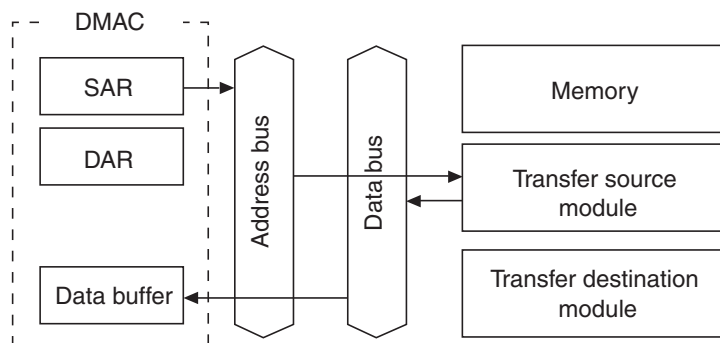 DMAC
SAR
DAR
Data buffer
Address bus
Data bus
Memory
Transfer source
module
Transfer destination
module